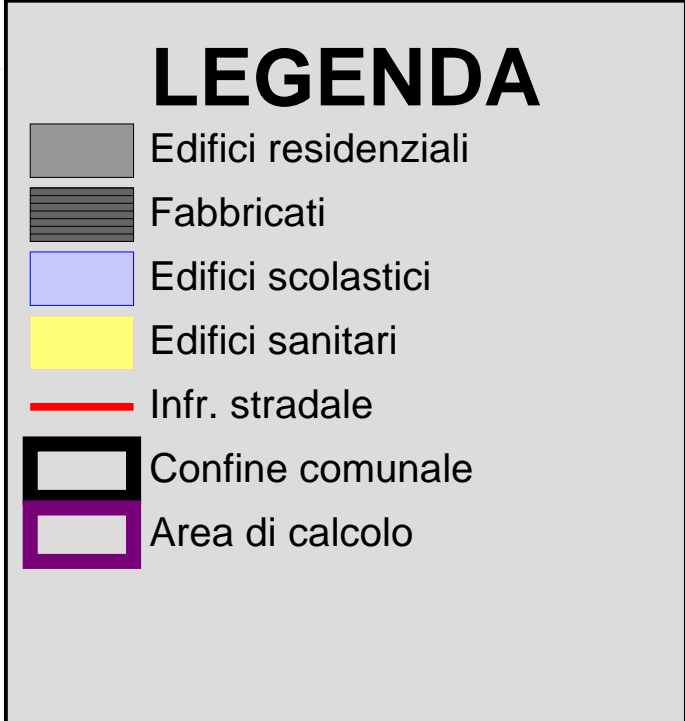 LEGENDA
Edifici residenziali
Fabbricati
Edifici scolastici
Edifici sanitari
Infr. stradale
Confine comunale
Area di calcolo